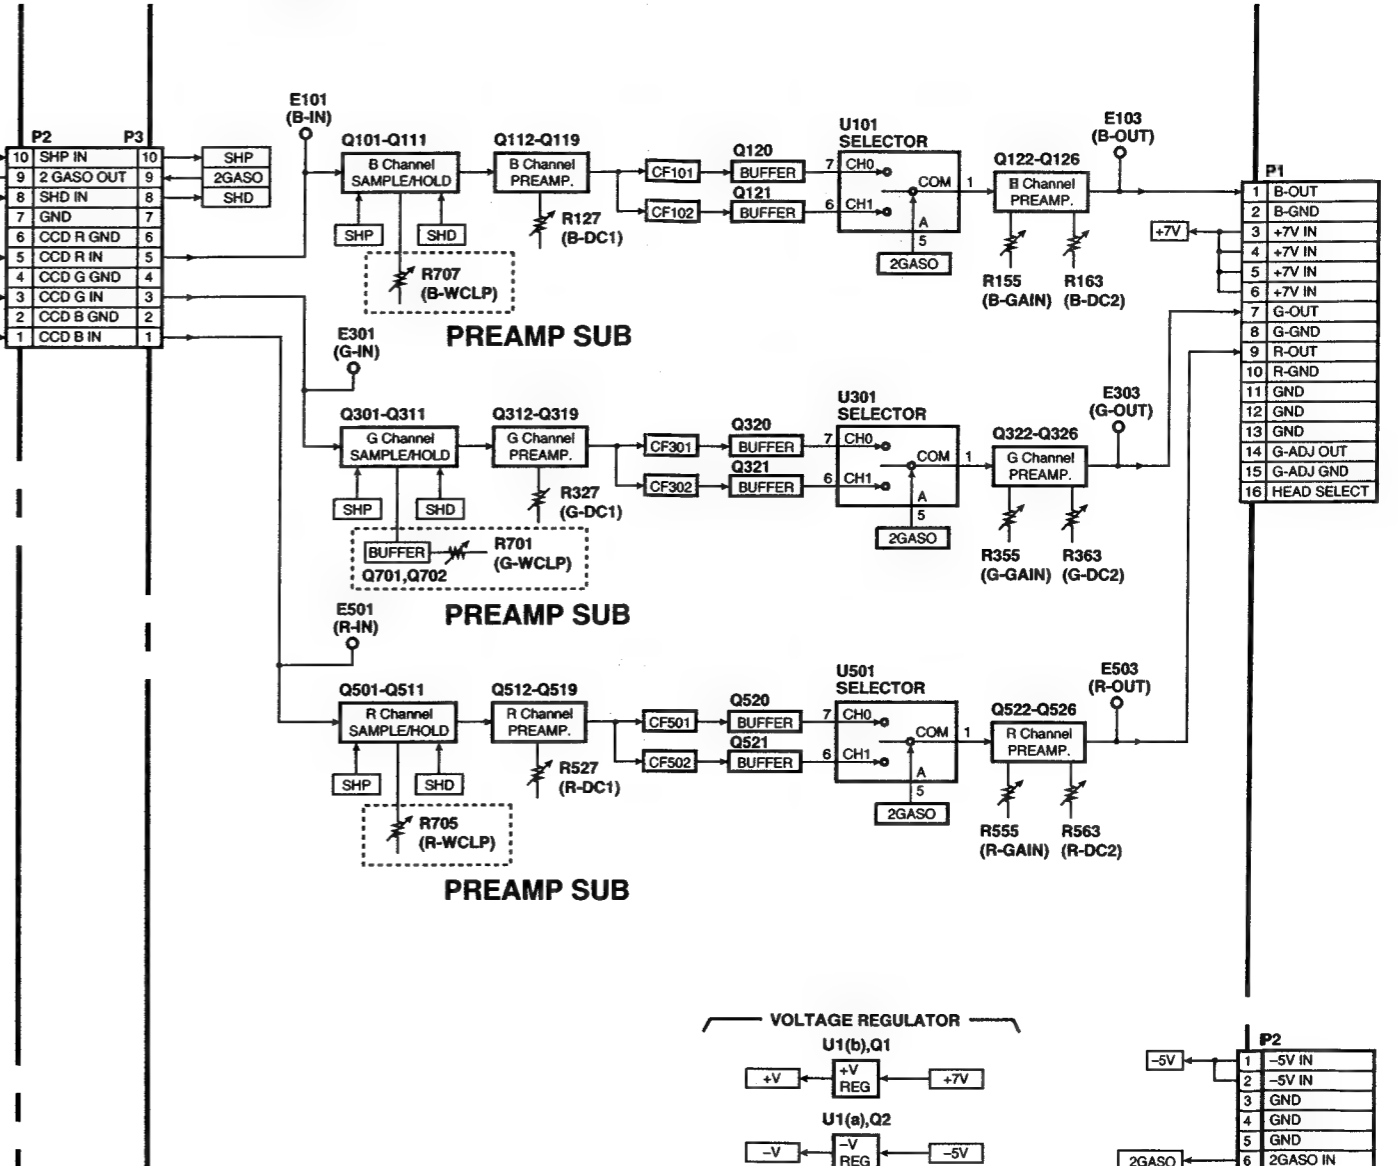 P2 P3
10 SHP IN 10
9 2 GASO OUT 9
8 SHD IN 8
7 GND 7
6 CCD R GND 6
5 CCD R IN 5
4 CCD G GND 4
3 CCD G IN 3
2 CCD B GND 2
1 CCD B IN 1
SHP
2GASO
SHD
E101
(B-IN)
Q101-Q111
B Channel
SAMPLE/HOLD
SHP
SHD
R707
(B-WCLP)
PREAMP SUB
Q112-Q119
B Channel
PREAMP.
R127
(B-DC1)
CF101
CF102
Q120
BUFFER
Q121
BUFFER
U101
SELECTOR
7 CH0
6 CH1
COM 1
A
5
2GASO
Q122-Q126
B Channel
PREAMP.
R155
(B-GAIN)
R163
(B-DC2)
E103
(B-OUT)
+7V
P1
1 B-OUT
2 B-GND
3 +7V IN
4 +7V IN
5 +7V IN
6 +7V IN
7 G-OUT
8 G-GND
9 R-OUT
10 R-GND
11 GND
12 GND
13 GND
14 G-ADJ OUT
15 G-ADJ GND
16 HEAD SELECT
E301
(G-IN)
Q301-Q311
G Channel
SAMPLE/HOLD
SHP
SHD
BUFFER
Q701,Q702
R701
(G-WCLP)
PREAMP SUB
Q312-Q319
G Channel
PREAMP.
R327
(G-DC1)
CF301
CF302
Q320
BUFFER
Q321
BUFFER
U301
SELECTOR
7 CH0
6 CH1
COM 1
A
5
2GASO
Q322-Q326
G Channel
PREAMP.
R355
(G-GAIN)
R363
(G-DC2)
E303
(G-OUT)
E501
(R-IN)
Q501-Q511
R Channel
SAMPLE/HOLD
SHP
SHD
R705
(R-WCLP)
PREAMP SUB
Q512-Q519
R Channel
PREAMP.
R527
(R-DC1)
CF501
CF502
Q520
BUFFER
Q521
BUFFER
U501
SELECTOR
7 CH0
6 CH1
COM 1
A
5
2GASO
Q522-Q526
R Channel
PREAMP.
R555
(R-GAIN)
R563
(R-DC2)
E503
(R-OUT)
VOLTAGE REGULATOR
U1(b),Q1
+V
+V
REG
+7V
U1(a),Q2
-V
-V
REG
-5V
-5V
2GASO
P2
1 -5V IN
2 -5V IN
3 GND
4 GND
5 GND
6 2GASO IN